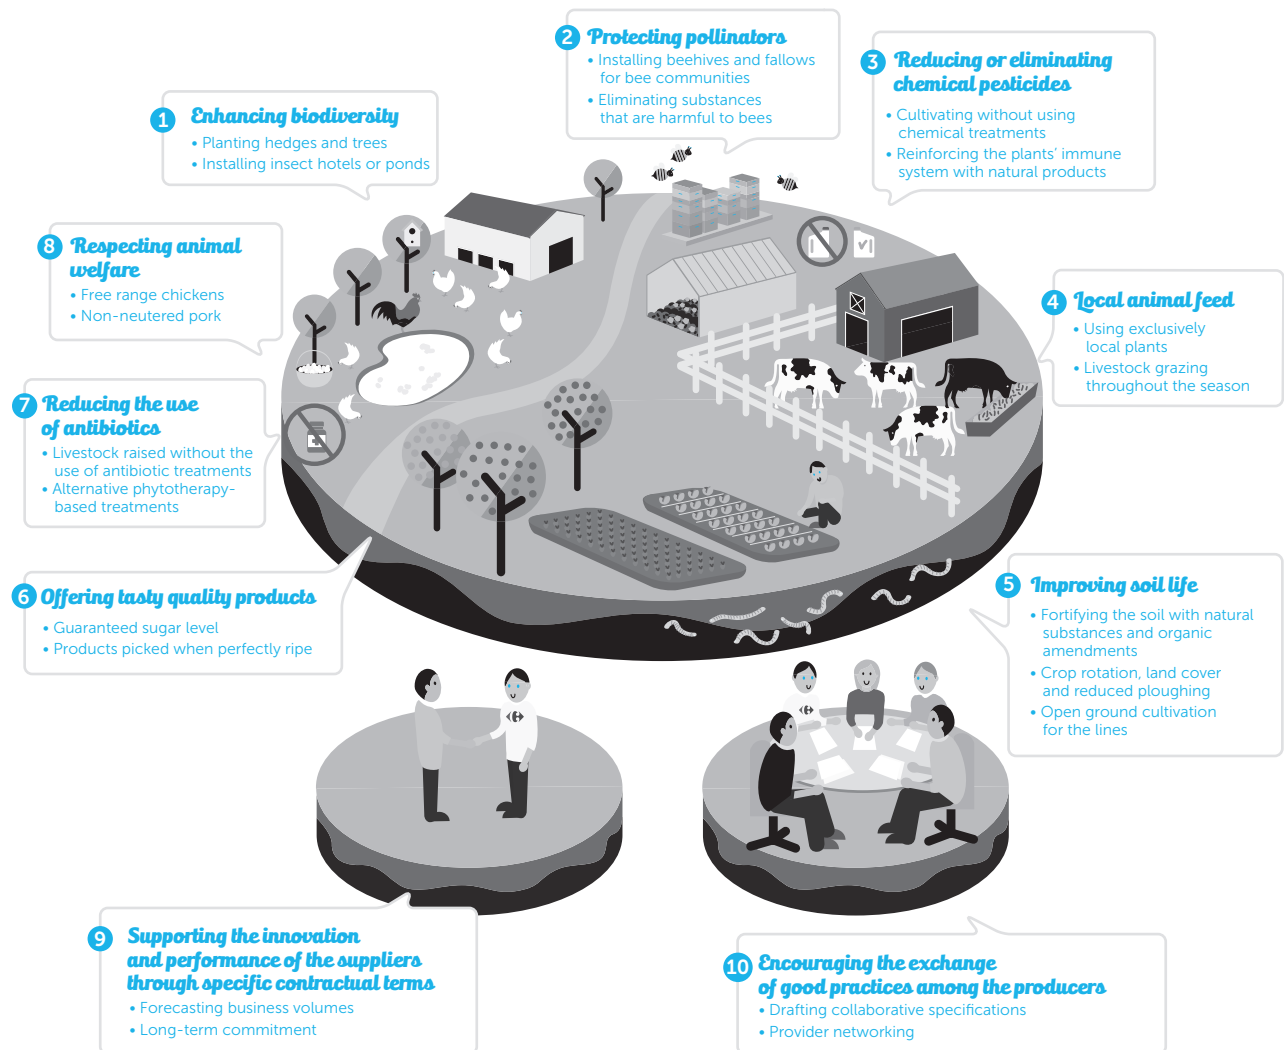 1 Enhancing biodiversity
• Planting hedges and trees
• Installing insect hotels or ponds
2 Protecting pollinators
• Installing beehives and fallows
for bee communities
• Eliminating substances
that are harmful to bees
3 Reducing or eliminating
chemical pesticides
• Cultivating without using
chemical treatments
• Reinforcing the plants’ immune
system with natural products
4 Local animal feed
• Using exclusively
local plants
• Livestock grazing
throughout the season
5 Improving soil life
• Fortifying the soil with natural
substances and organic
amendments
• Crop rotation, land cover
and reduced ploughing
• Open ground cultivation
for the lines
6 Offering tasty quality products
• Guaranteed sugar level
• Products picked when perfectly ripe
7 Reducing the use
of antibiotics
• Livestock raised without the
use of antibiotic treatments
• Alternative phytotherapy-
based treatments
8 Respecting animal
welfare
• Free range chickens
• Non-neutered pork
9 Supporting the innovation
and performance of the suppliers
through specific contractual terms
• Forecasting business volumes
• Long-term commitment
10 Encouraging the exchange
of good practices among the producers
• Drafting collaborative specifications
• Provider networking